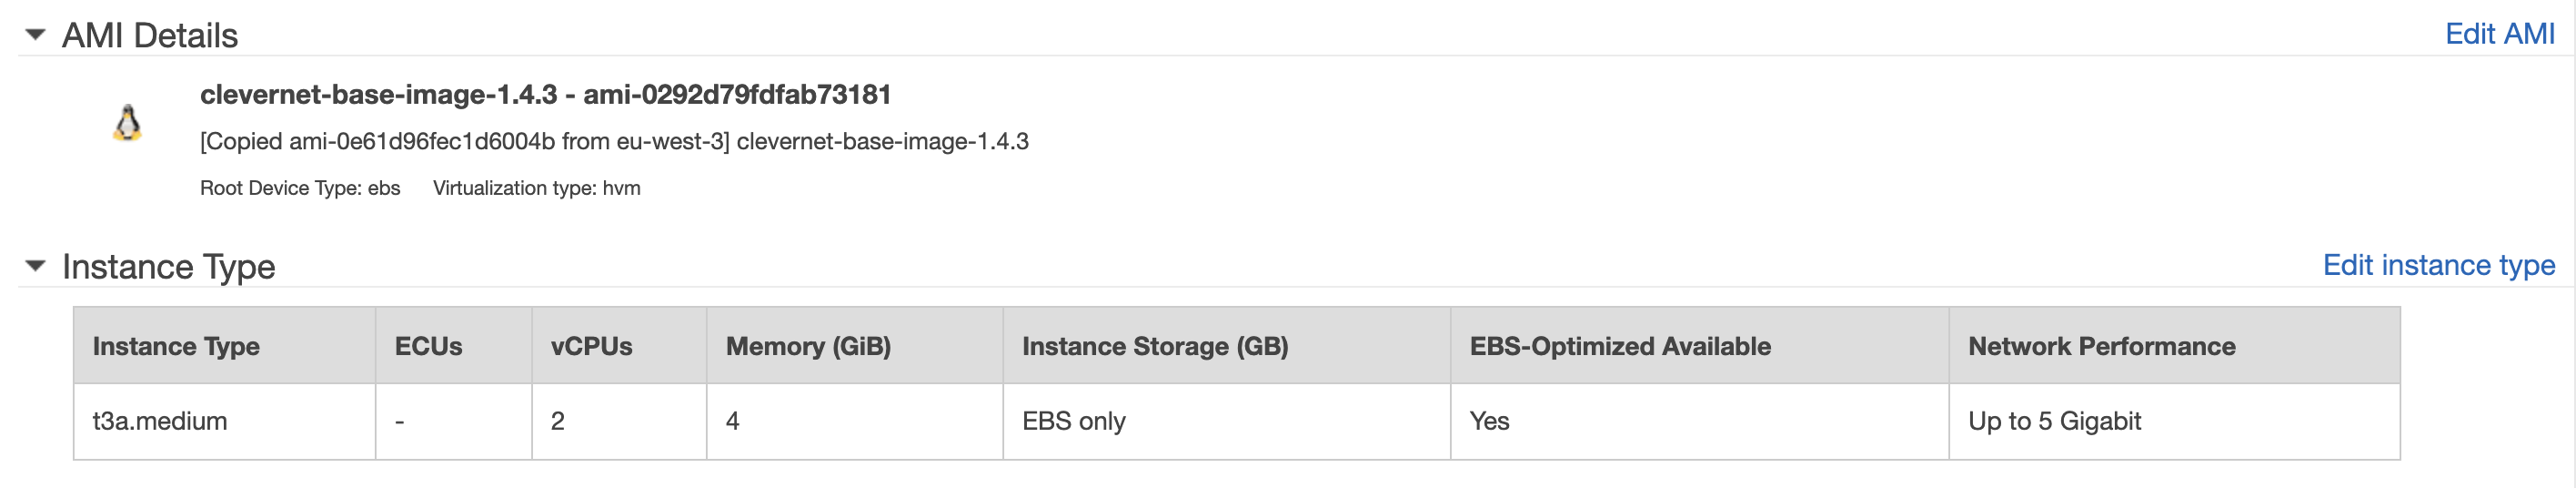 AMI Details
Edit AMI
clevernet-base-image-1.4.3 - ami-0292d79fdfab73181
[Copied ami-0e61d96fec1d6004b from eu-west-3] clevernet-base-image-1.4.3
Root Device Type: ebs Virtualization type: hvm
Instance Type
Edit instance type
Instance Type ECUs vCPUs Memory (GiB) Instance Storage (GB) EBS-Optimized Available Network Performance
t3a.medium - 2 4 EBS only Yes Up to 5 Gigabit